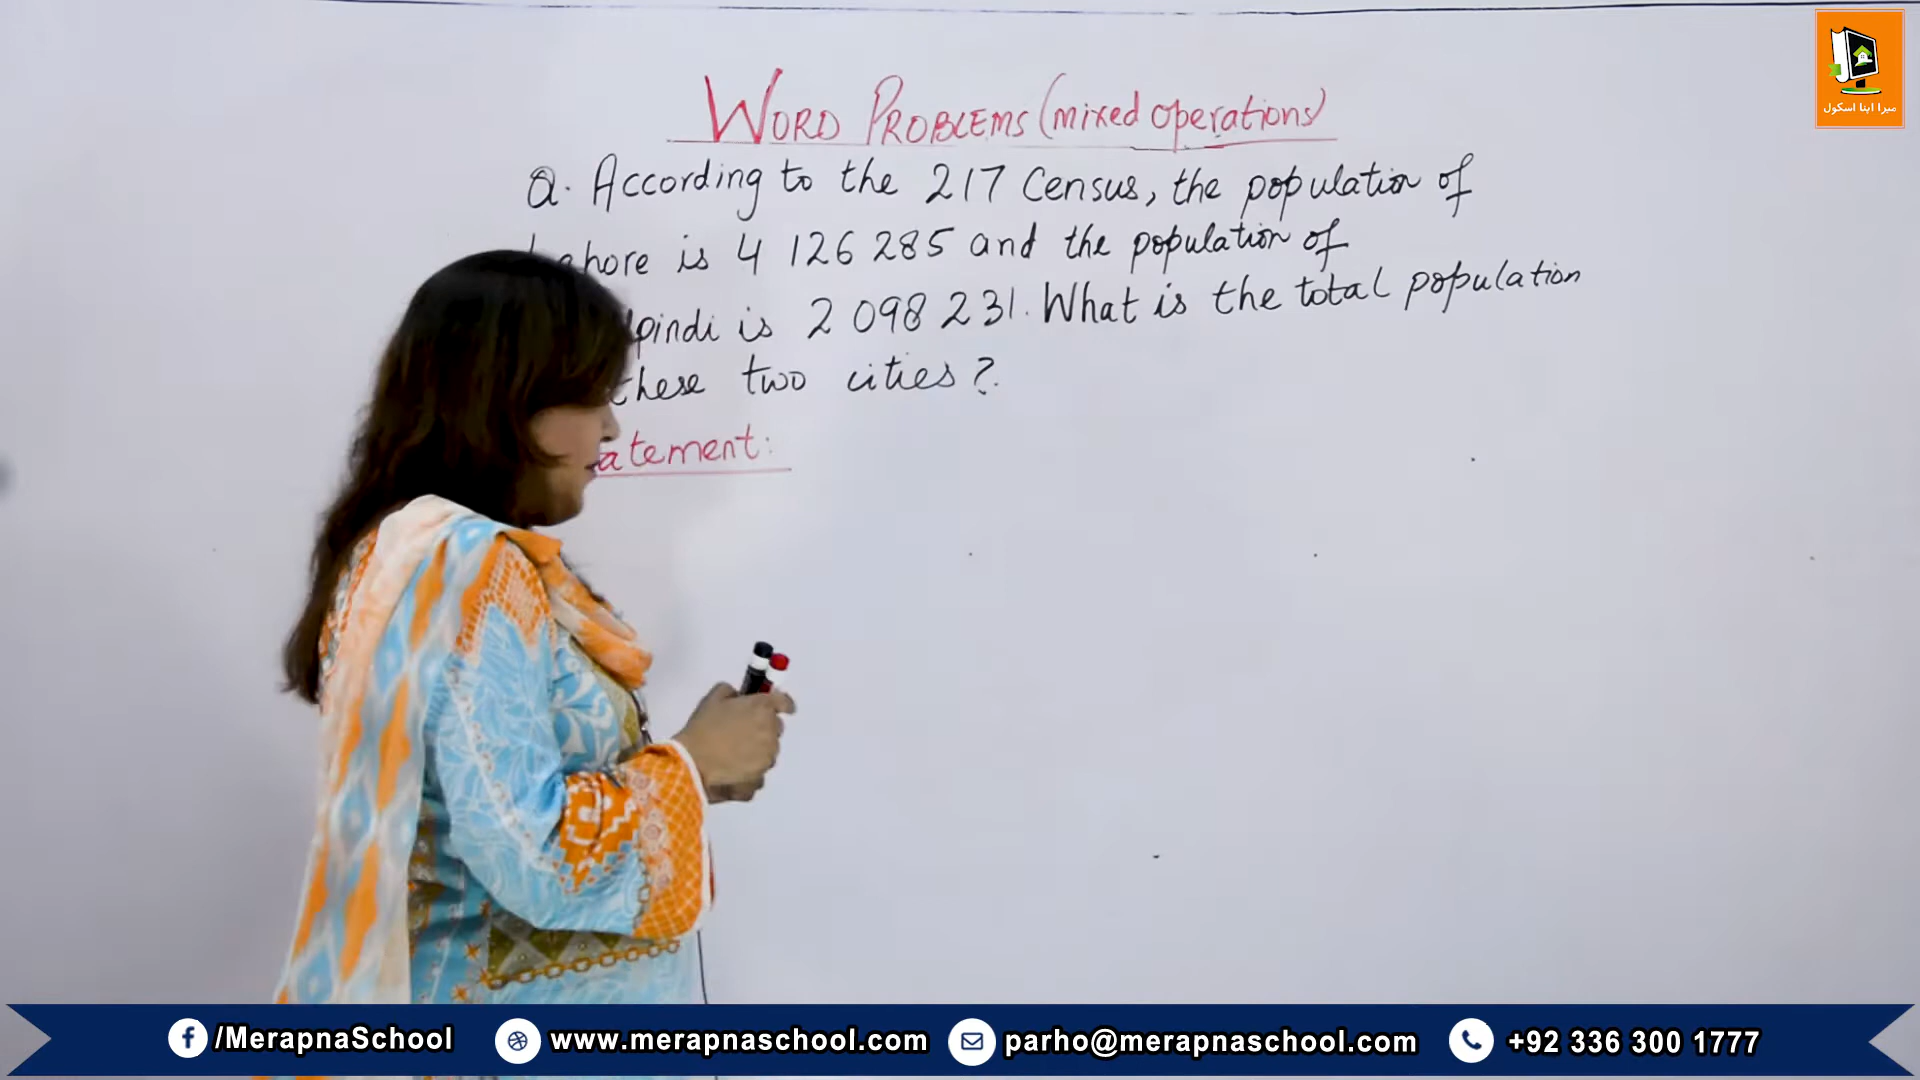 WORD PROBLEMS (mixed operations)
Q. According to the 217 Census, the population of
hore is 4 126 285 and the population of
pindi is 2 098 231. What is the total population
these two cities?
atement:
میرا اپنا اسکول
/MerapnaSchool www.merapnaschool.com parho@merapnaschool.com +92 336 300 1777